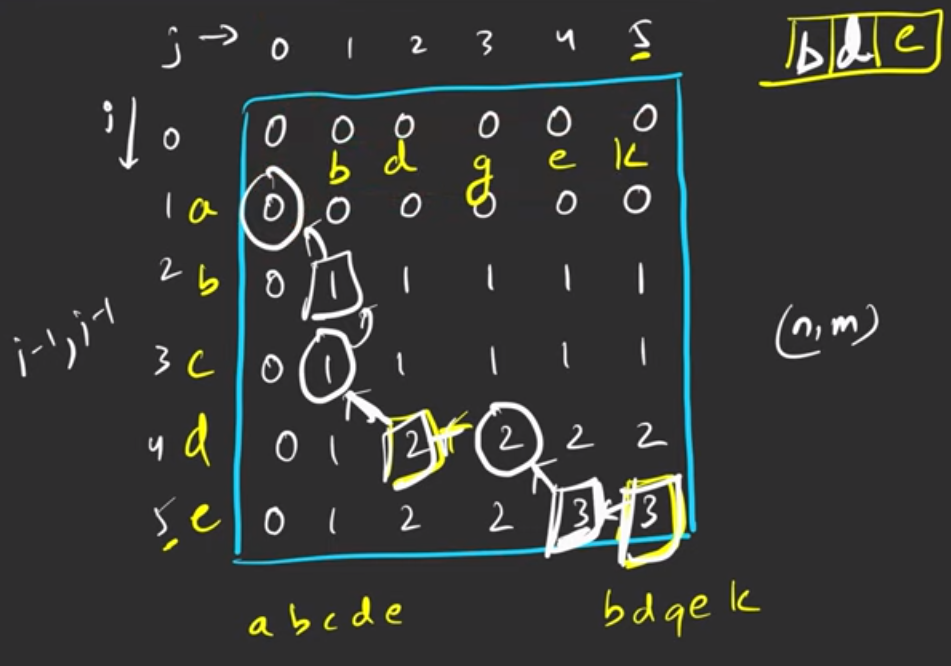 j → 0 1 2 3 4 5
b d e
i ↓ 0 0 0 0 0 0 0
b d g e k
1 a 0 0 0 0 0 0
2 b 0 1 1 1 1 1
i-1, j-1
(n, m)
3 c 0 1 1 1 1 1
4 d 0 1 2 2 2 2
5 e 0 1 2 2 3 3
a b c d e
b d g e k